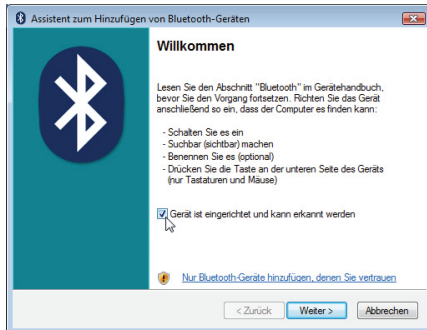 Assistent zum Hinzufügen von Bluetooth-Geräten
Willkommen
Lesen Sie den Abschnitt "Bluetooth" im Gerätehandbuch,
bevor Sie den Vorgang fortsetzen. Richten Sie das Gerät
anschließend so ein, dass der Computer es finden kann:
- Schalten Sie es ein
- Suchbar (sichtbar) machen
- Benennen Sie es (optional)
- Drücken Sie die Taste an der unteren Seite des Geräts
(nur Tastaturen und Mäuse)
Gerät ist eingerichtet und kann erkannt werden
Nur Bluetooth-Geräte hinzufügen, denen Sie vertrauen
< Zurück Weiter > Abbrechen